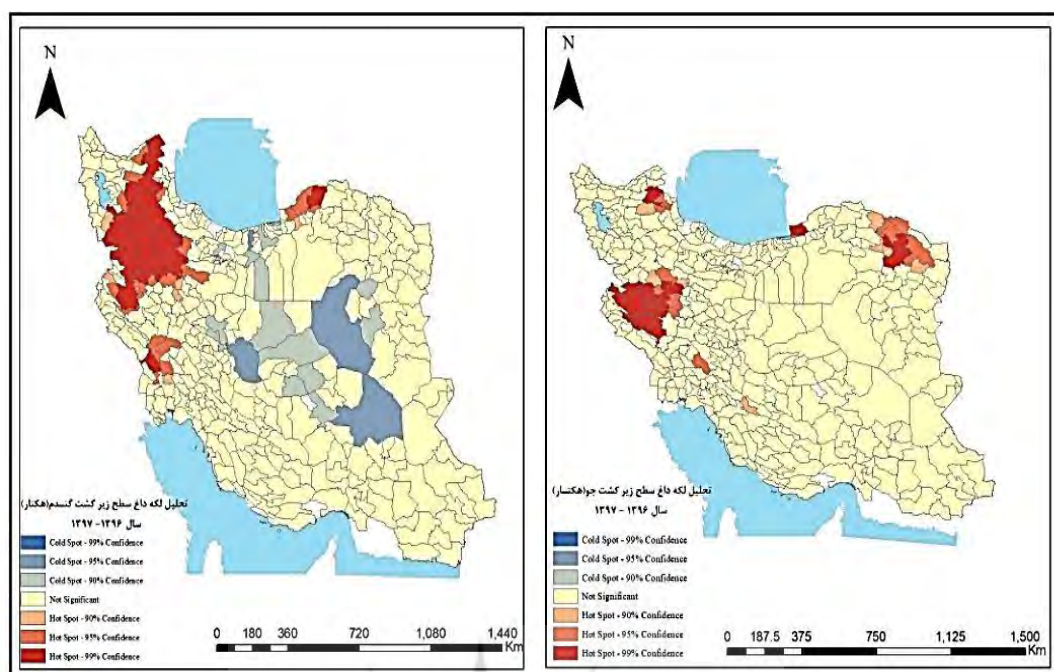 N
تحلیل لکه داغ سطح زیر کشت گندم(هکتار)
سال ۱۳۹۶ - ۱۳۹۷
Cold Spot - 99% Confidence
Cold Spot - 95% Confidence
Cold Spot - 90% Confidence
Not Significant
Hot Spot - 90% Confidence
Hot Spot - 95% Confidence
Hot Spot - 99% Confidence
0 180 360 720 1,080 1,440
Km
N
تحلیل لکه داغ سطح زیر کشت جو(هکتار)
سال ۱۳۹۶ - ۱۳۹۷
Cold Spot - 99% Confidence
Cold Spot - 95% Confidence
Cold Spot - 90% Confidence
Not Significant
Hot Spot - 90% Confidence
Hot Spot - 95% Confidence
Hot Spot - 99% Confidence
0 187.5 375 750 1,125 1,500
Km